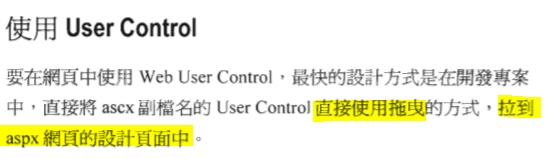 使用 User Control
要在網頁中使用 Web User Control，最快的設計方式是在開發專案
中，直接將 ascx 副檔名的 User Control 直接使用拖曳的方式，拉到
aspx 網頁的設計頁面中。